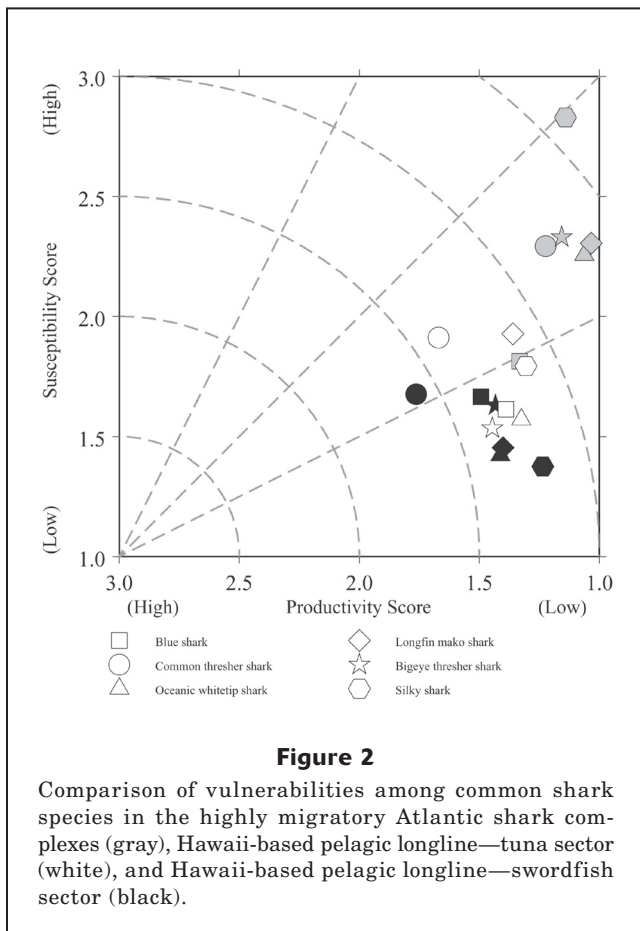 3.0
(High)
2.5
Susceptibility Score
2.0
1.5
(Low)
1.0
3.0 2.5 2.0 1.5 1.0
(High) Productivity Score (Low)
Blue shark Longfin mako shark
Common thresher shark Bigeye thresher shark
Oceanic whitetip shark Silky shark
Figure 2
Comparison of vulnerabilities among common shark
species in the highly migratory Atlantic shark com-
plexes (gray), Hawaii-based pelagic longline—tuna sector
(white), and Hawaii-based pelagic longline—swordfish
sector (black).